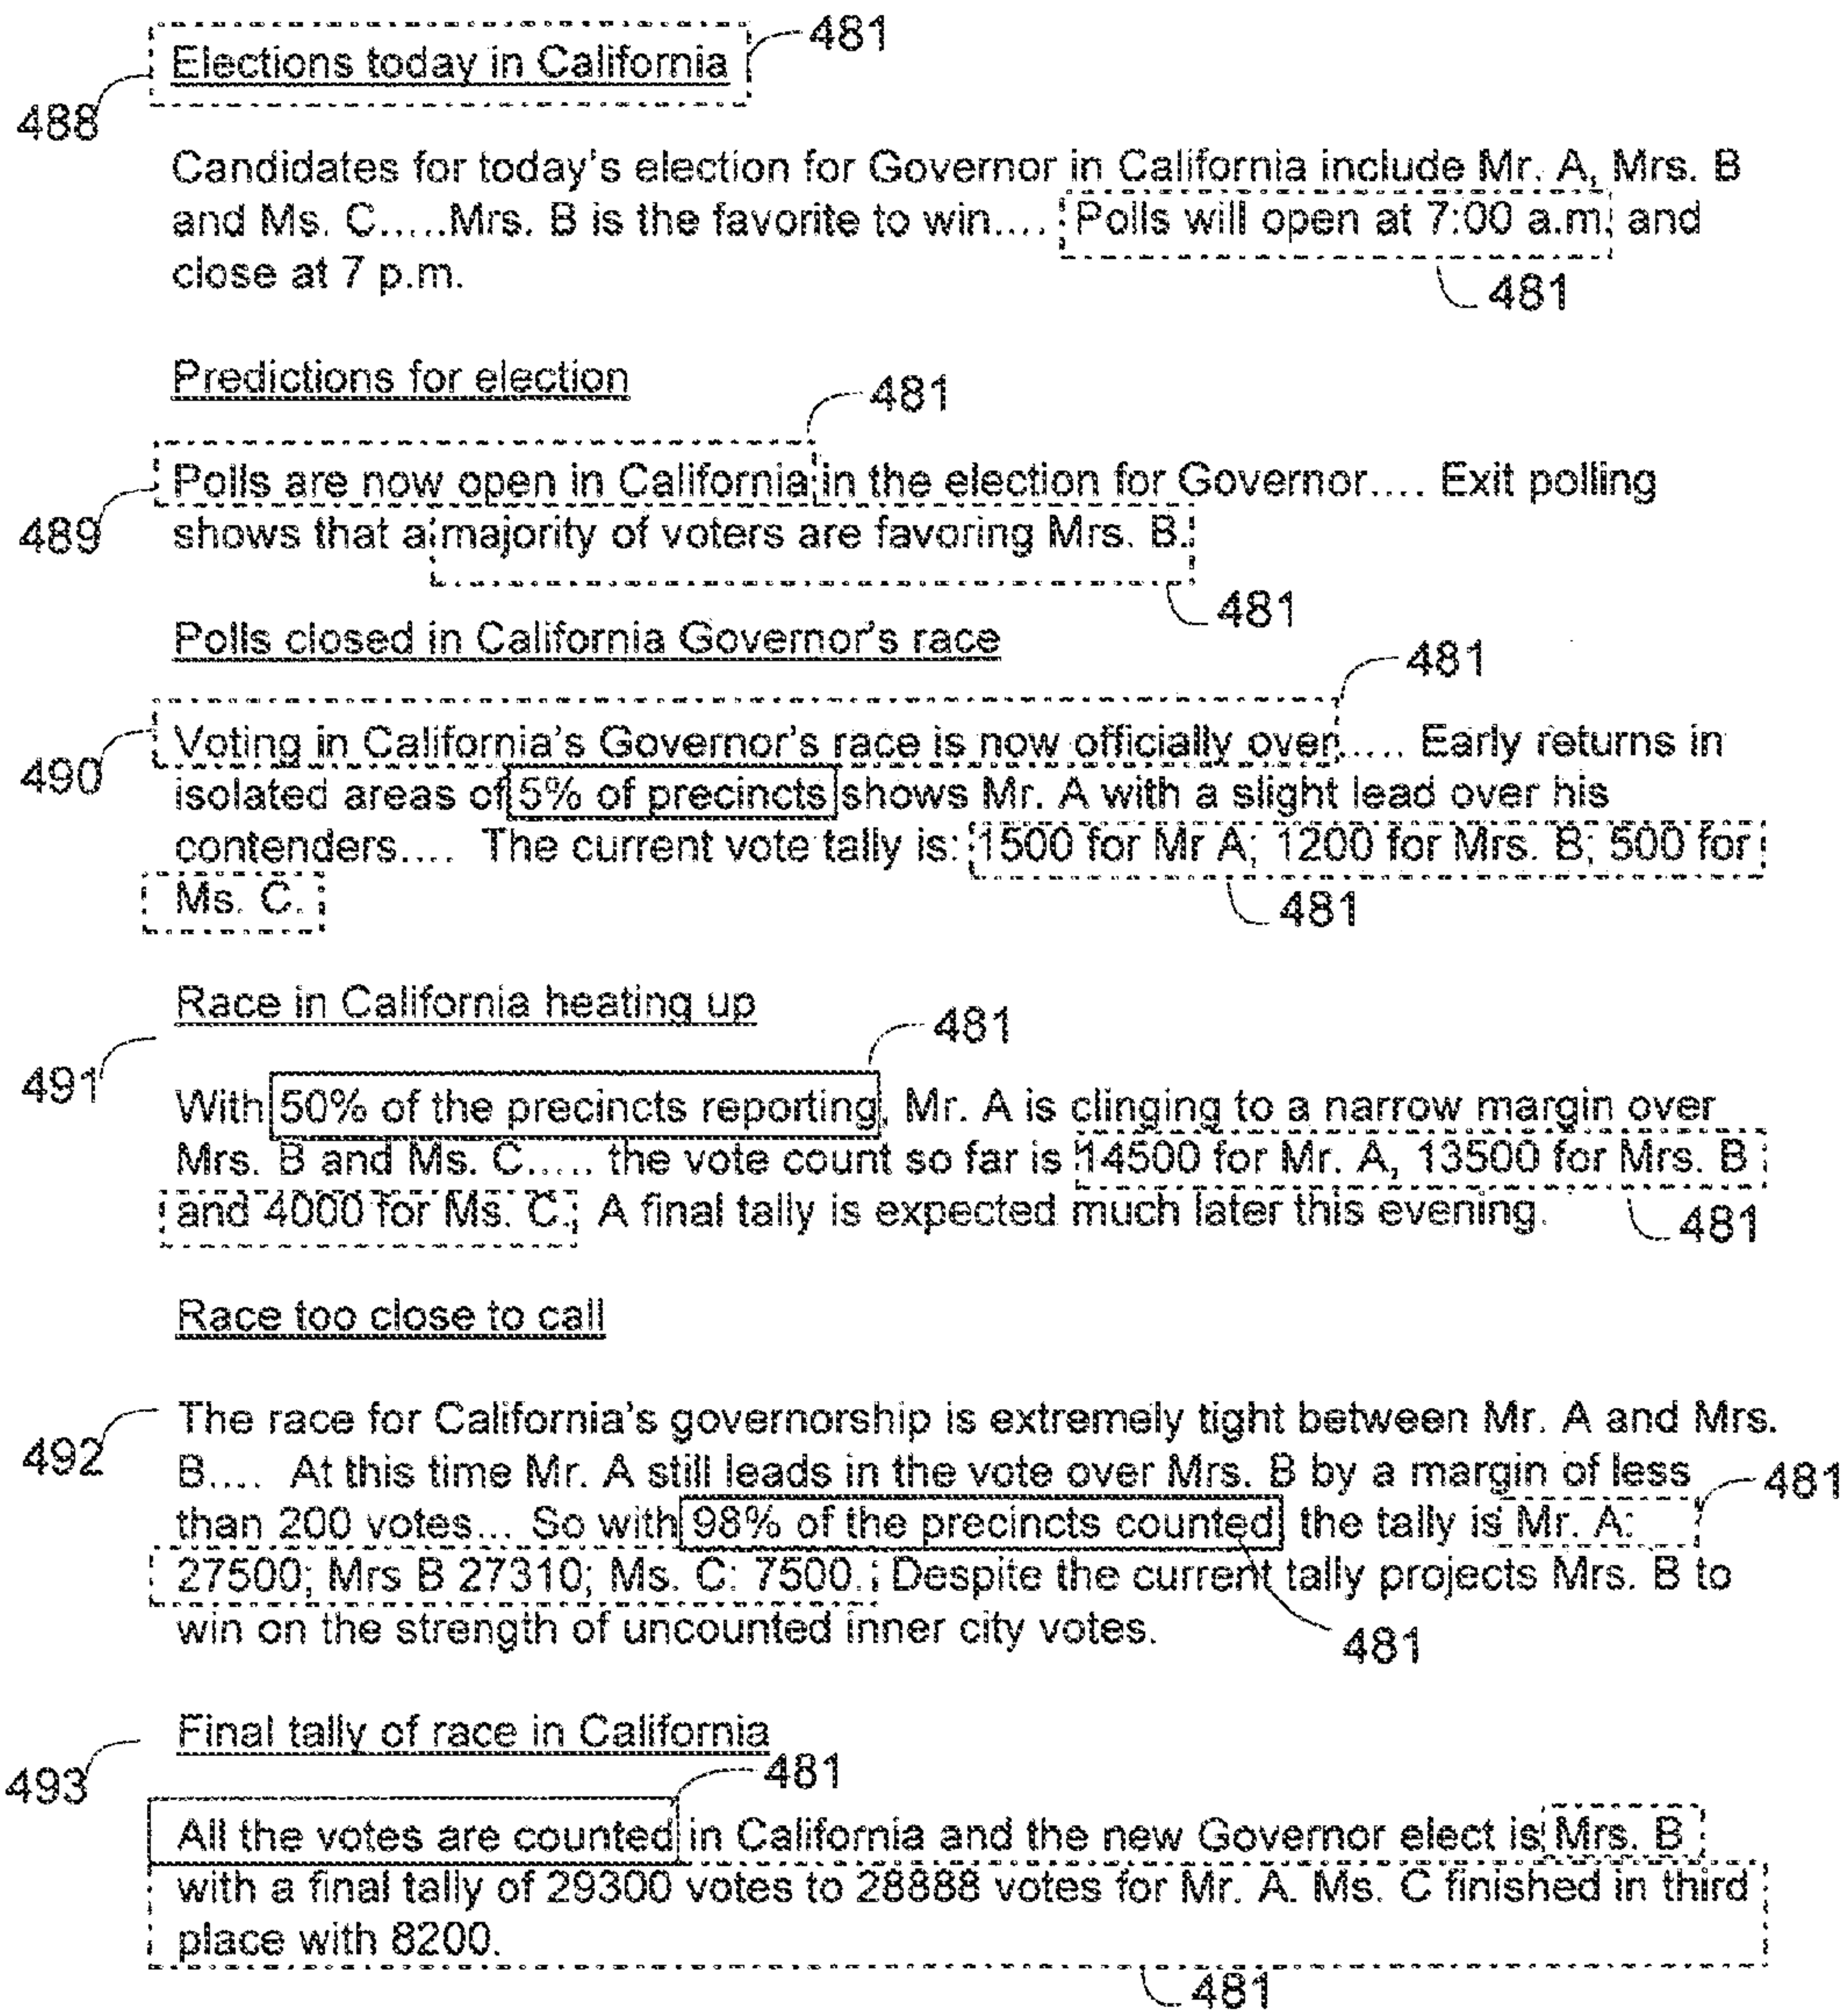 481
Elections today in California
488
Candidates for today's election for Governor in California include Mr. A, Mrs. B
and Ms. C.....Mrs. B is the favorite to win.... Polls will open at 7:00 a.m. and
close at 7 p.m.
481
Predictions for election
481
Polls are now open in California in the election for Governor.... Exit polling
489
shows that a majority of voters are favoring Mrs. B.
481
Polls closed in California Governor's race
481
Voting in California's Governor's race is now officially over...... Early returns in
490
isolated areas of 5% of precincts shows Mr. A with a slight lead over his
contenders.... The current vote tally is: 1500 for Mr A; 1200 for Mrs. B; 500 for
Ms. C.
481
Race in California heating up
481
491
With 50% of the precincts reporting, Mr. A is clinging to a narrow margin over
Mrs. B and Ms. C..... the vote count so far is 14500 for Mr. A, 13500 for Mrs. B
and 4000 for Ms. C. A final tally is expected much later this evening.
481
Race too close to call
The race for California's governorship is extremely tight between Mr. A and Mrs.
492
B.... At this time Mr. A still leads in the vote over Mrs. B by a margin of less
481
than 200 votes... So with 98% of the precincts counted, the tally is Mr. A:
27500; Mrs B 27310; Ms. C: 7500. Despite the current tally projects Mrs. B to
win on the strength of uncounted inner city votes.
481
Final tally of race in California
493
481
All the votes are counted in California and the new Governor elect is Mrs. B
with a final tally of 29300 votes to 28888 votes for Mr. A. Ms. C finished in third
place with 8200.
481